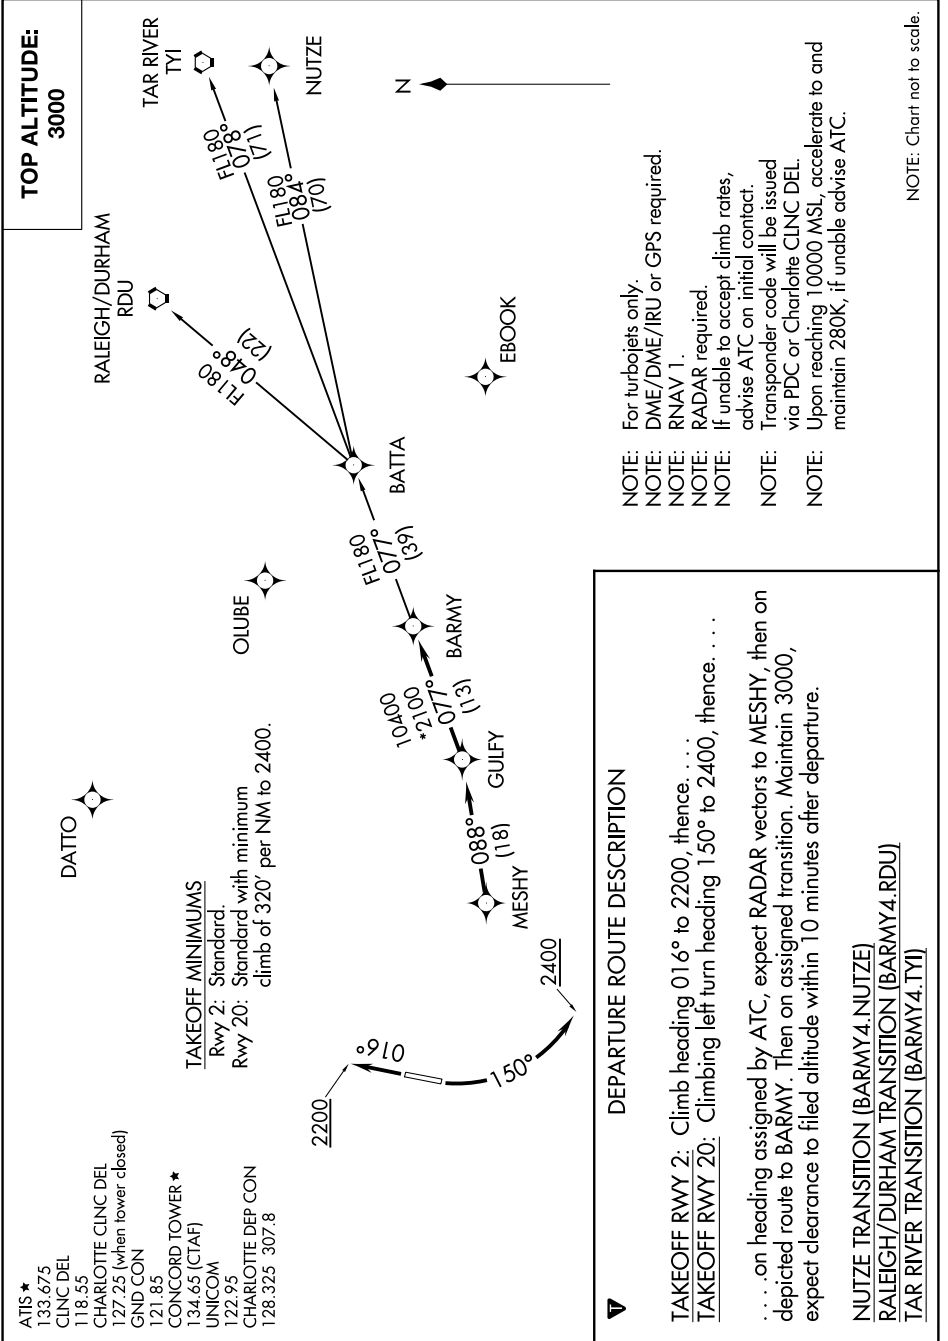 TOP ALTITUDE:
3000
ATIS ★
133.675
CLNC DEL
118.55
CHARLOTTE CLNC DEL
127.25 (when tower closed)
GND CON
121.85
CONCORD TOWER ★
134.65 (CTAF)
UNICOM
122.95
CHARLOTTE DEP CON
128.325 307.8
DATTO
TAKEOFF MINIMUMS
Rwy 2: Standard.
Rwy 20: Standard with minimum
climb of 320' per NM to 2400.
OLUBE
RALEIGH/DURHAM
RDU
TAR RIVER
TYI
NUTZE
FL180
048°
(22)
FL180
078°
(71)
FL180
084°
(70)
BATTA
EBOOK
N
FL180
077°
(39)
BARMY
10400
*2100
077°
(13)
GULFY
088°
(18)
MESHY
2200
016°
150°
2400
NOTE: For turbojets only.
NOTE: DME/DME/IRU or GPS required.
NOTE: RNAV 1.
NOTE: RADAR required.
NOTE: If unable to accept climb rates,
advise ATC on initial contact.
NOTE: Transponder code will be issued
via PDC or Charlotte CLNC DEL.
NOTE: Upon reaching 10000 MSL, accelerate to and
maintain 280K, if unable advise ATC.
NOTE: Chart not to scale.
T
DEPARTURE ROUTE DESCRIPTION
TAKEOFF RWY 2: Climb heading 016° to 2200, thence. . . .
TAKEOFF RWY 20: Climbing left turn heading 150° to 2400, thence. . . .
. . . .on heading assigned by ATC, expect RADAR vectors to MESHY, then on
depicted route to BARMY. Then on assigned transition. Maintain 3000,
expect clearance to filed altitude within 10 minutes after departure.
NUTZE TRANSITION (BARMY4.NUTZE)
RALEIGH/DURHAM TRANSITION (BARMY4.RDU)
TAR RIVER TRANSITION (BARMY4.TYI)